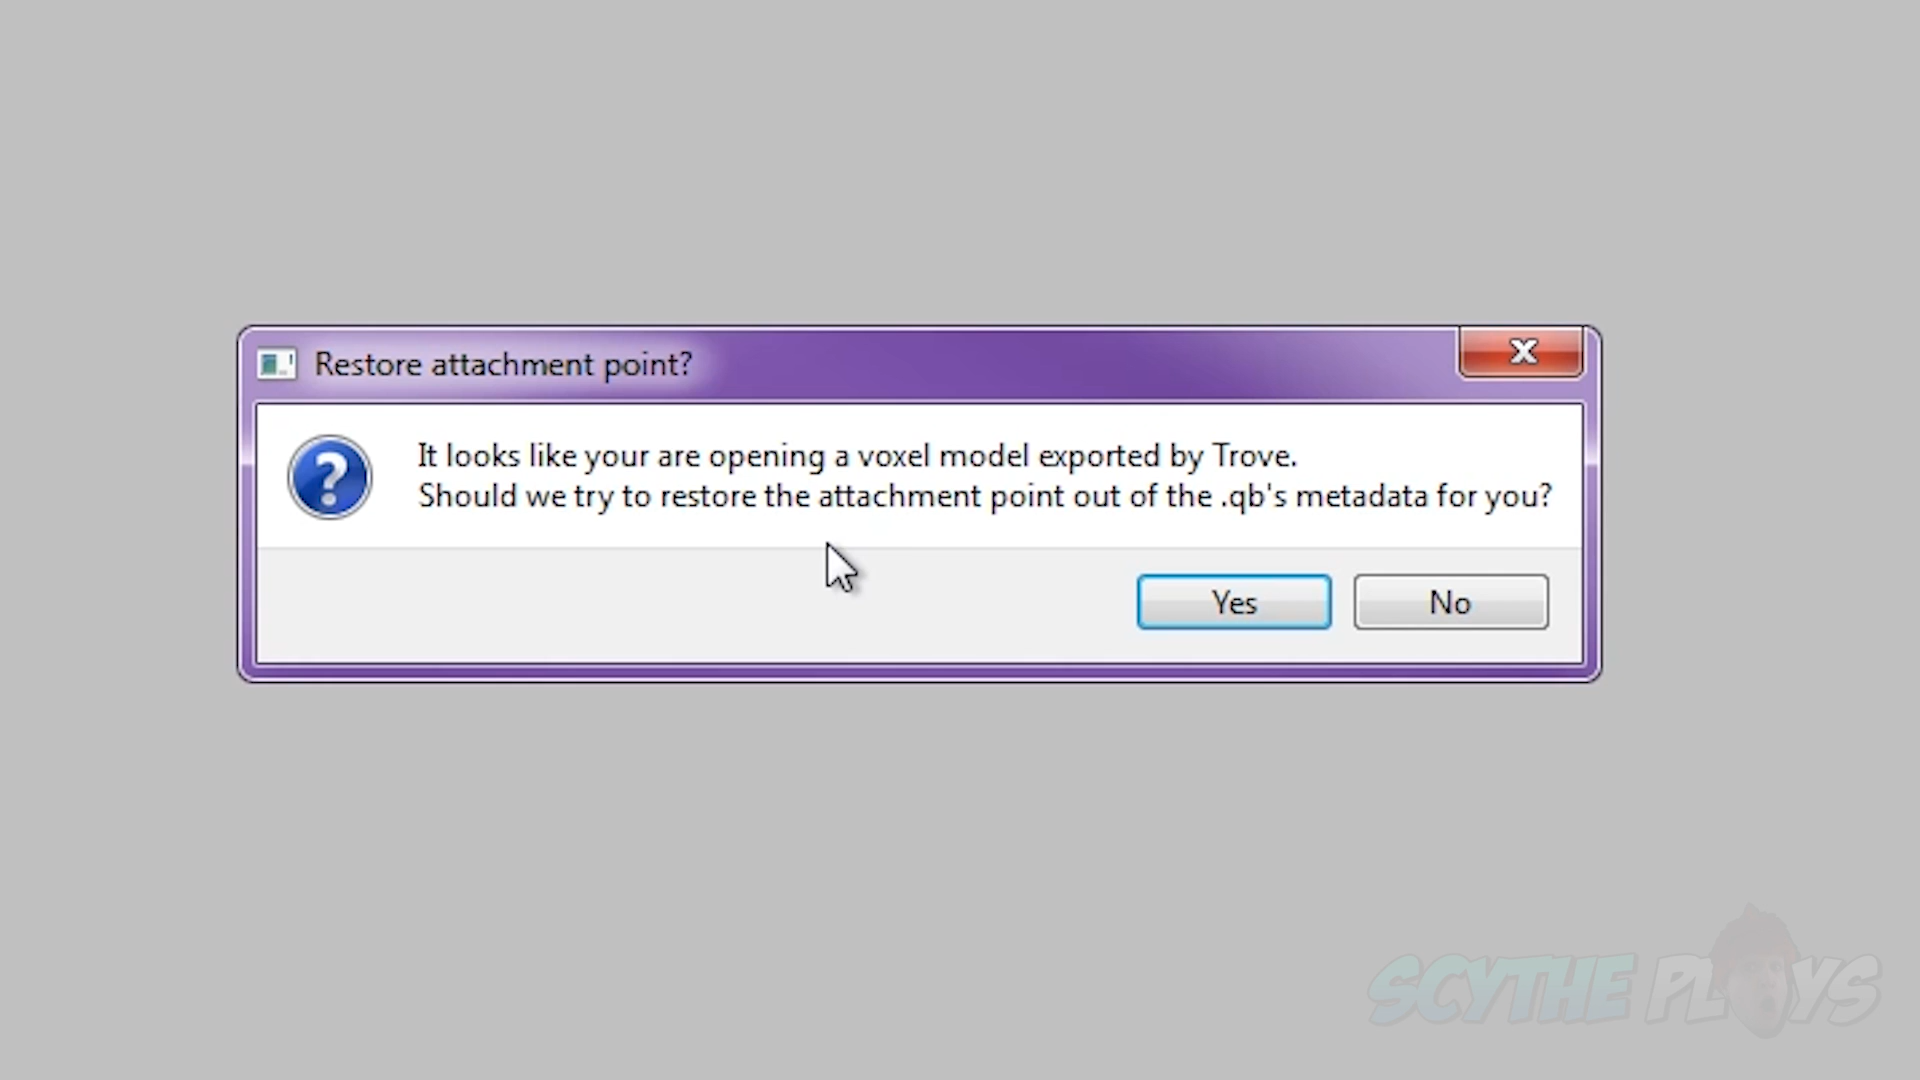 Restore attachment point?
It looks like your are opening a voxel model exported by Trove.
Should we try to restore the attachment point out of the .qb's metadata for you?
Yes
No
SCYTHE PLAYS